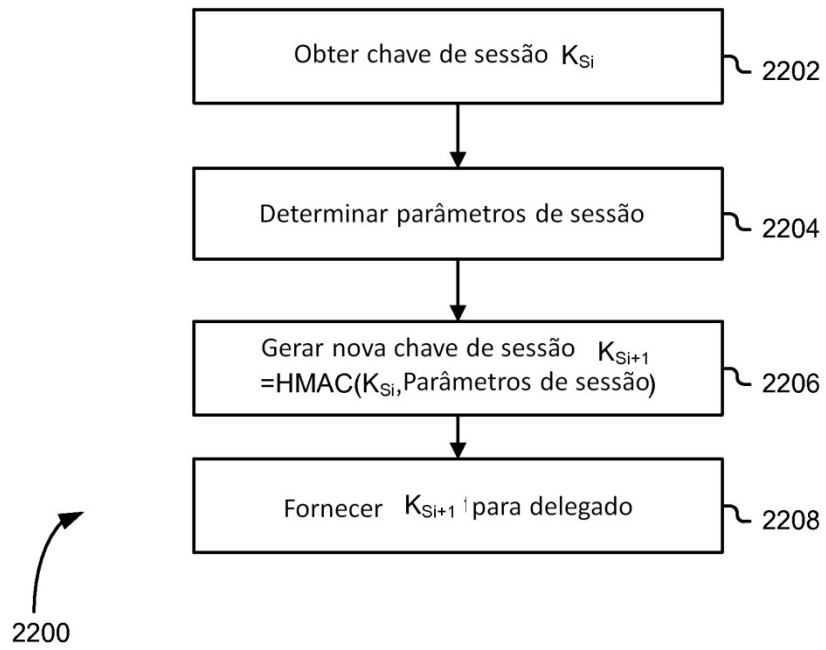 Obter chave de sessão K_Si
2202
Determinar parâmetros de sessão
2204
Gerar nova chave de sessão K_Si+1
=HMAC(K_Si,Parâmetros de sessão)
2206
Fornecer K_Si+1 para delegado
2208
2200